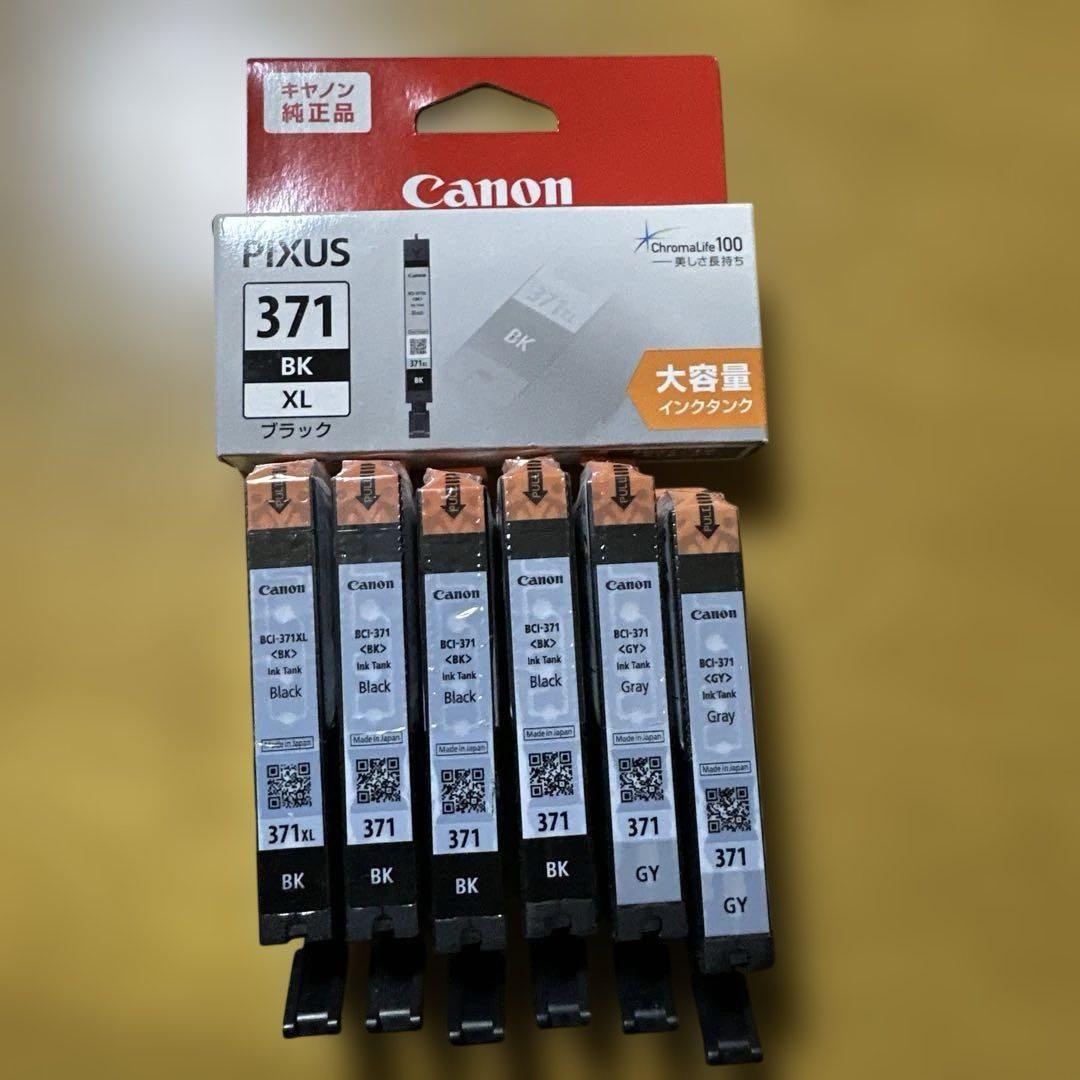 キヤノン
純正品
Canon
PIXUS
371
BK
XL
ブラック
ChromaLife100
美しさ長持ち
Canon
371XL
BK
371XL
BK
大容量
インクタンク
PULL
Canon
BCI-371XL
<BK>
Ink Tank
Black
Made in Japan
371XL
BK
PULL
Canon
BCI-371
<BK>
Ink Tank
Black
Made in Japan
371
BK
PULL
Canon
BCI-371
<BK>
Ink Tank
Black
Made in Japan
371
BK
PULL
Canon
BCI-371
<BK>
Ink Tank
Black
Made in Japan
371
BK
PULL
Canon
BCI-371
<GY>
Ink Tank
Gray
Made in Japan
371
GY
PULL
Canon
BCI-371
<GY>
Ink Tank
Gray
Made in Japan
371
GY